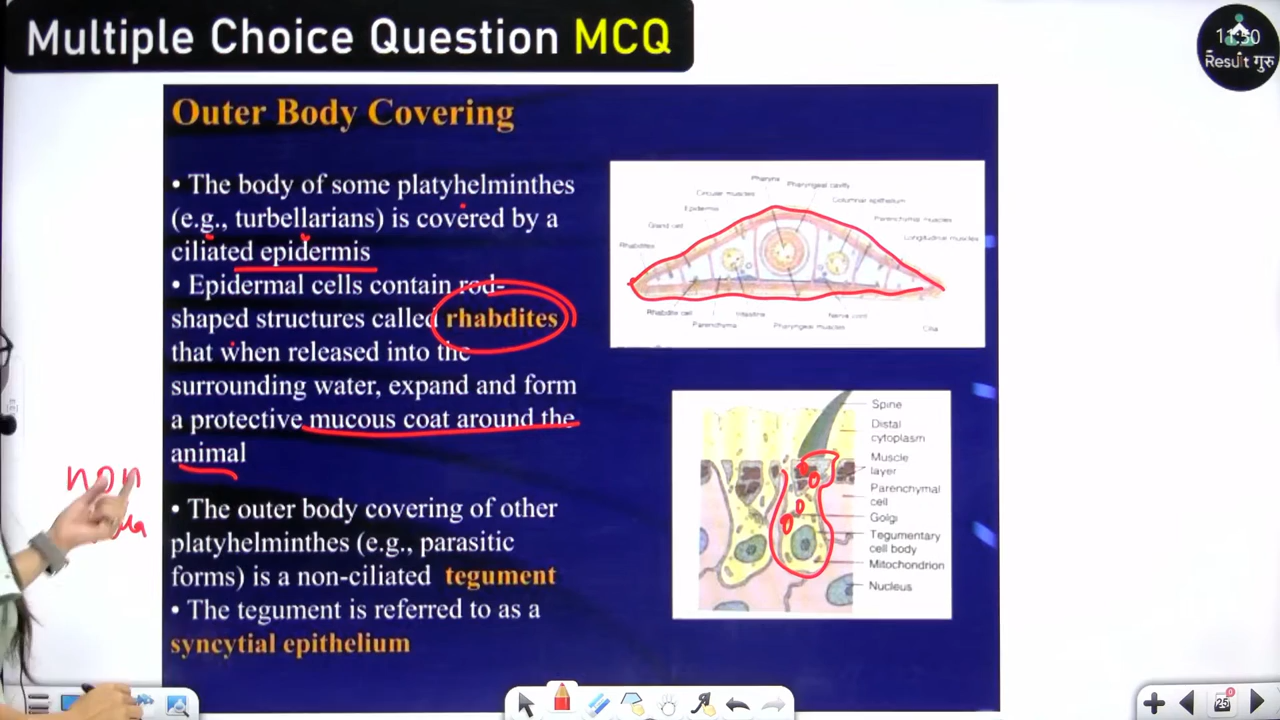 Multiple Choice Question MCQ
11:50
Result गुरु
Outer Body Covering
• The body of some platyhelminthes
(e.g., turbellarians) is covered by a
ciliated epidermis
• Epidermal cells contain rod-
shaped structures called rhabdites
that when released into the
surrounding water, expand and form
a protective mucous coat around the
animal
• The outer body covering of other
platyhelminthes (e.g., parasitic
forms) is a non-ciliated tegument
• The tegument is referred to as a
syncytial epithelium
Pharynx
Pharyngeal cavity
Circular muscles
Columnar epithelium
Epidermis
Parenchymal muscles
Gland cell
Longitudinal muscles
Rhabdites
Rhabdite cell
Intestine
Nerve cord
Parenchyma
Pharyngeal muscles
Cilia
Spine
Distal
cytoplasm
Muscle
layer
Parenchymal
cell
Golgi
Tegumentary
cell body
Mitochondrion
Nucleus
non
25